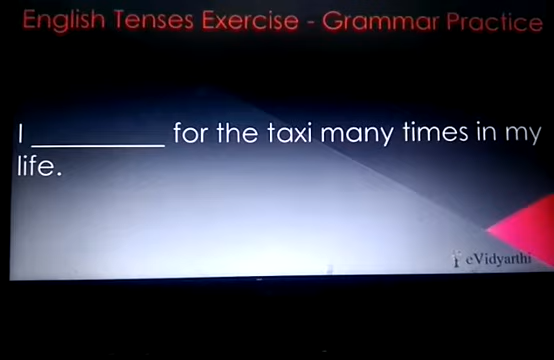 English Tenses Exercise - Grammar Practice
I __________ for the taxi many times in my
life.
eVidyarthi